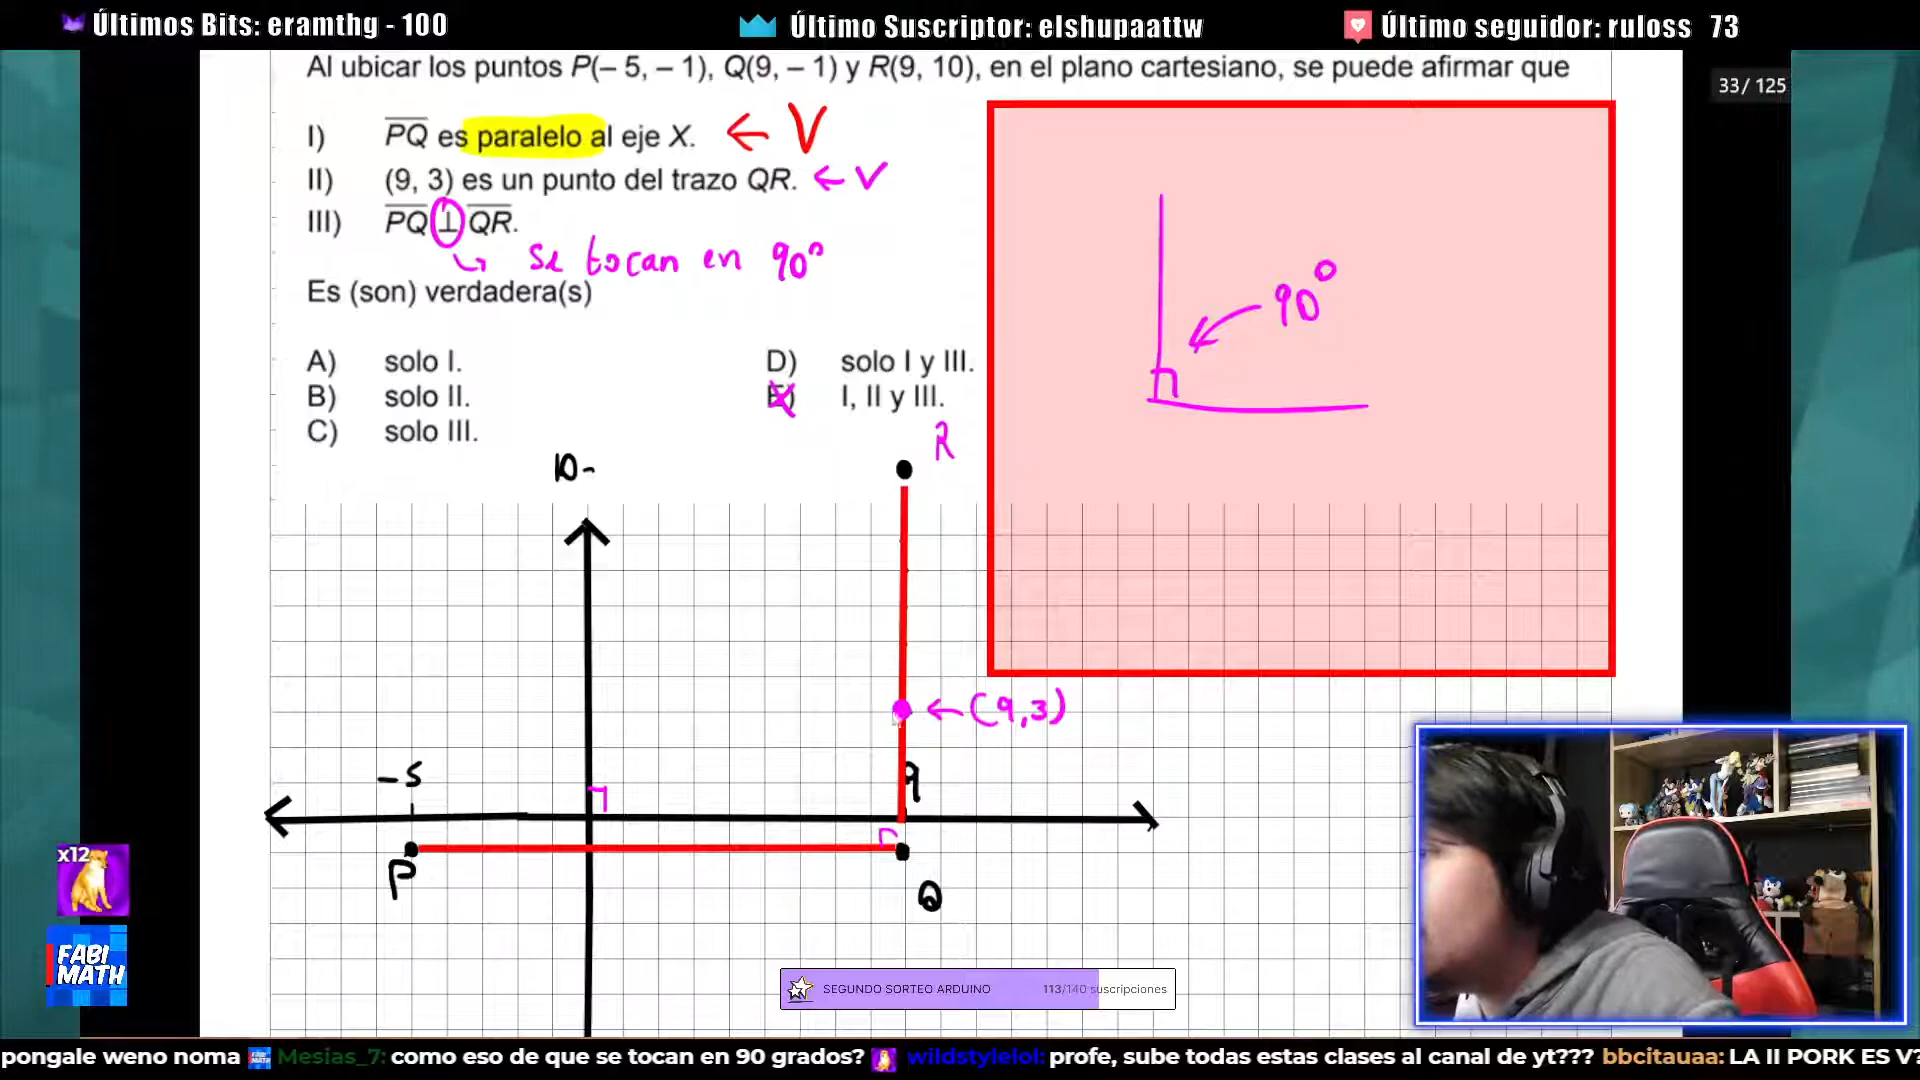 Últimos Bits: eramthg - 100
Último Suscriptor: elshupaattw
Último seguidor: ruloss 73
Al ubicar los puntos P(– 5, – 1), Q(9, – 1) y R(9, 10), en el plano cartesiano, se puede afirmar que
33 / 125
I) PQ es paralelo al eje X. ← V
II) (9, 3) es un punto del trazo QR. ← V
III) PQ ⊥ QR.
se tocan en 90°
Es (son) verdadera(s)
90°
A) solo I.
D) solo I y III.
B) solo II.
E) I, II y III.
C) solo III.
R
10-
← (9,3)
-5
9
P
Q
x12
FABI
MATH
SEGUNDO SORTEO ARDUINO 113/140 suscripciones
pongale weno noma Mesias_7: como eso de que se tocan en 90 grados? wildstylelol: profe, sube todas estas clases al canal de yt??? bbcitauaa: LA II PORK ES V?